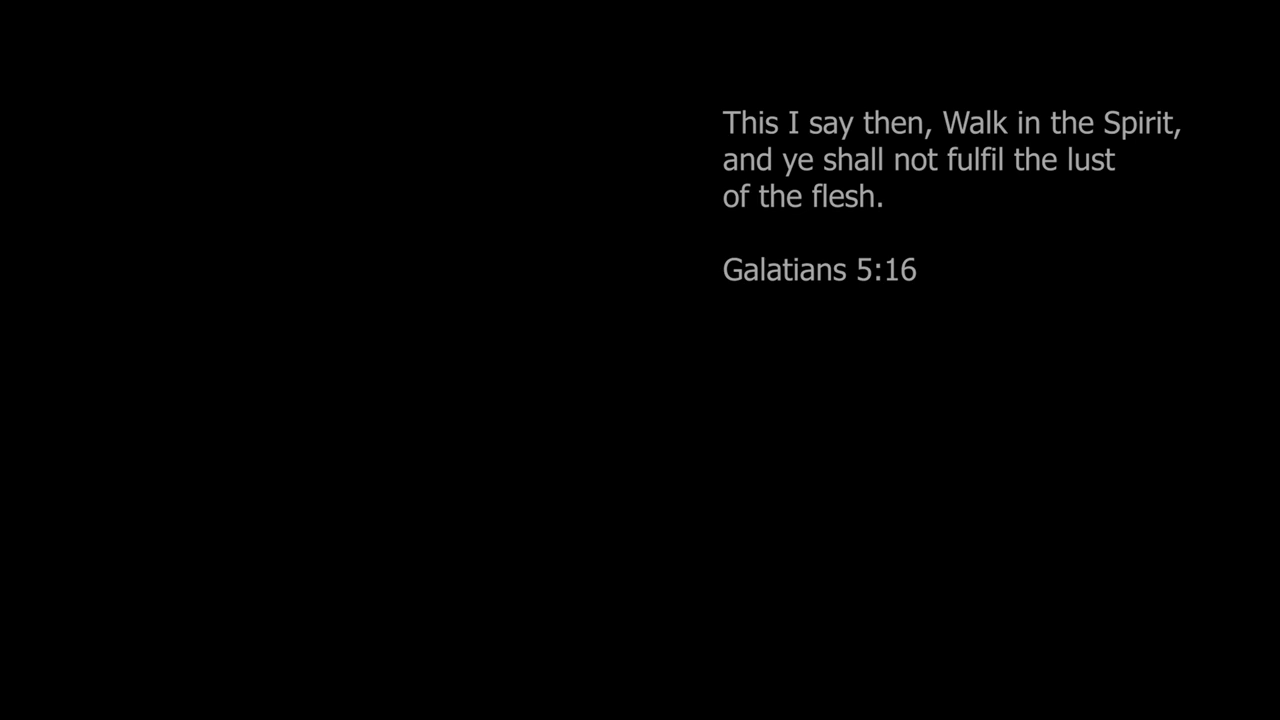 This I say then, Walk in the Spirit,
and ye shall not fulfil the lust
of the flesh.
Galatians 5:16